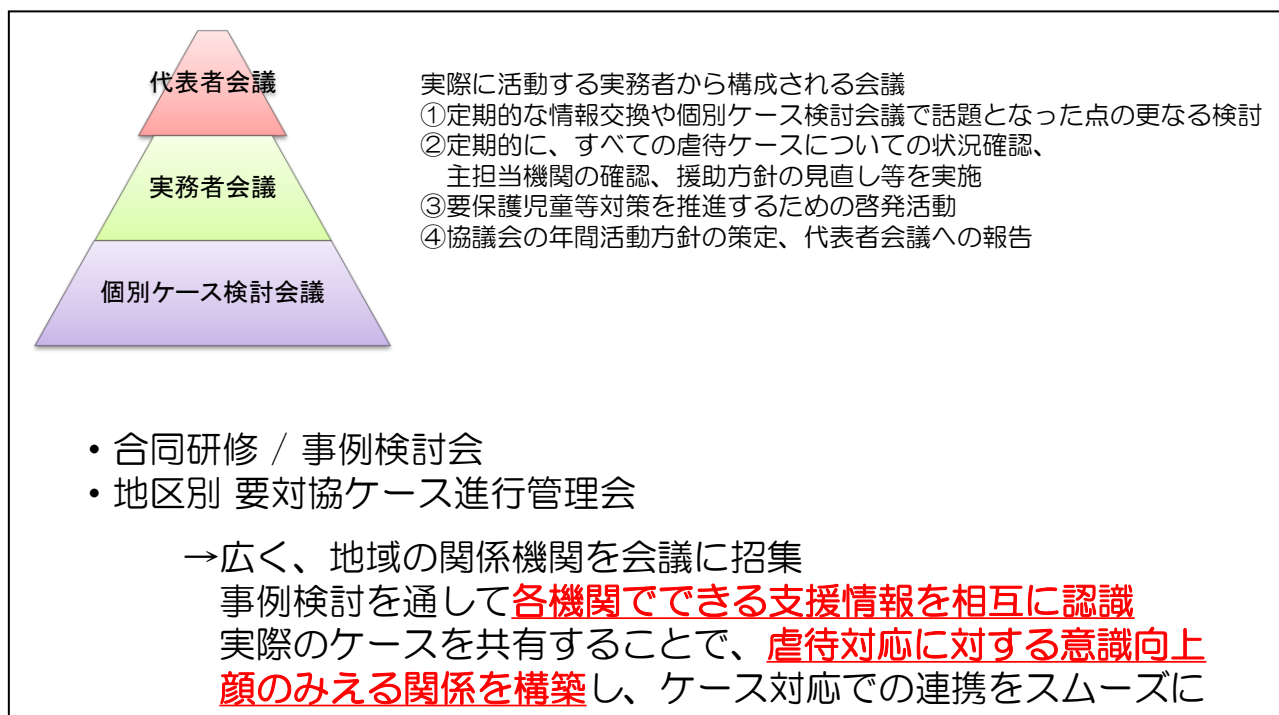 代表者会議
実務者会議
個別ケース検討会議
実際に活動する実務者から構成される会議
①定期的な情報交換や個別ケース検討会議で話題となった点の更なる検討
②定期的に、すべての虐待ケースについての状況確認、
主担当機関の確認、援助方針の見直し等を実施
③要保護児童等対策を推進するための啓発活動
④協議会の年間活動方針の策定、代表者会議への報告
・合同研修 / 事例検討会
・地区別 要対協ケース進行管理会
→広く、地域の関係機関を会議に招集
事例検討を通して各機関でできる支援情報を相互に認識
実際のケースを共有することで、虐待対応に対する意識向上
顔のみえる関係を構築し、ケース対応での連携をスムーズに